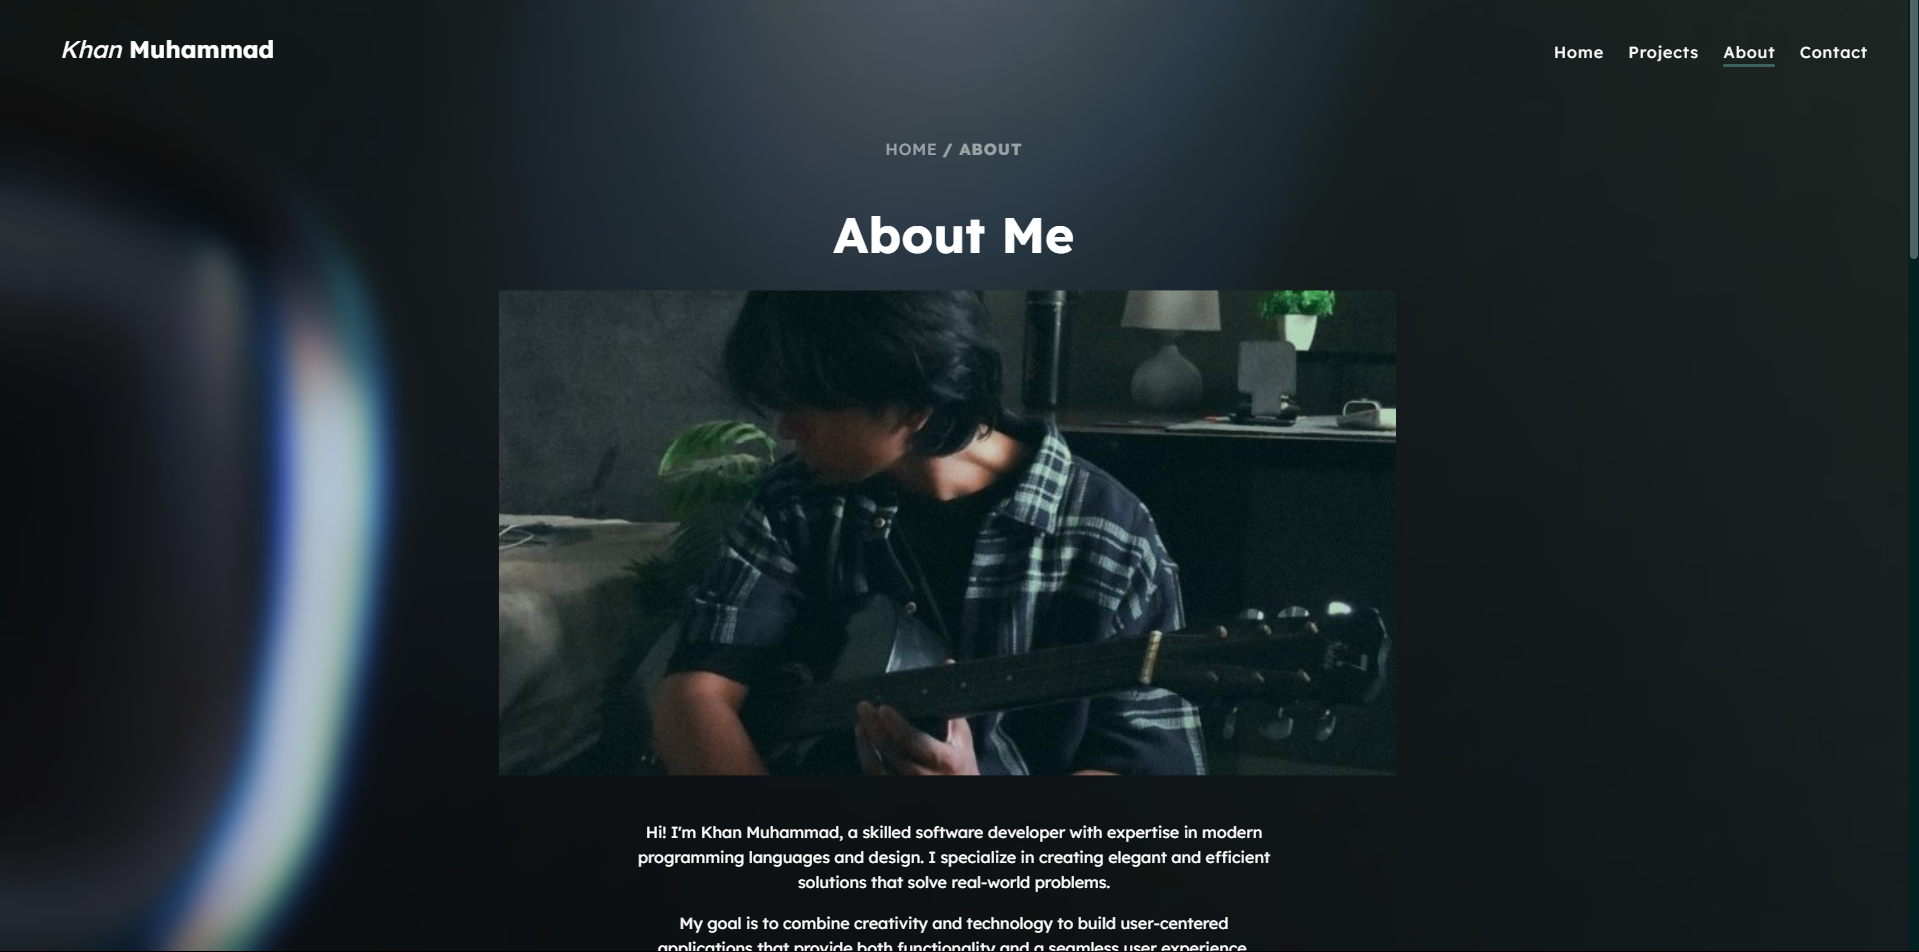 Khan Muhammad
Home Projects About Contact
HOME / ABOUT
About Me
Hi! I'm Khan Muhammad, a skilled software developer with expertise in modern
programming languages and design. I specialize in creating elegant and efficient
solutions that solve real-world problems.
My goal is to combine creativity and technology to build user-centered
applications that provide both functionality and a seamless user experience